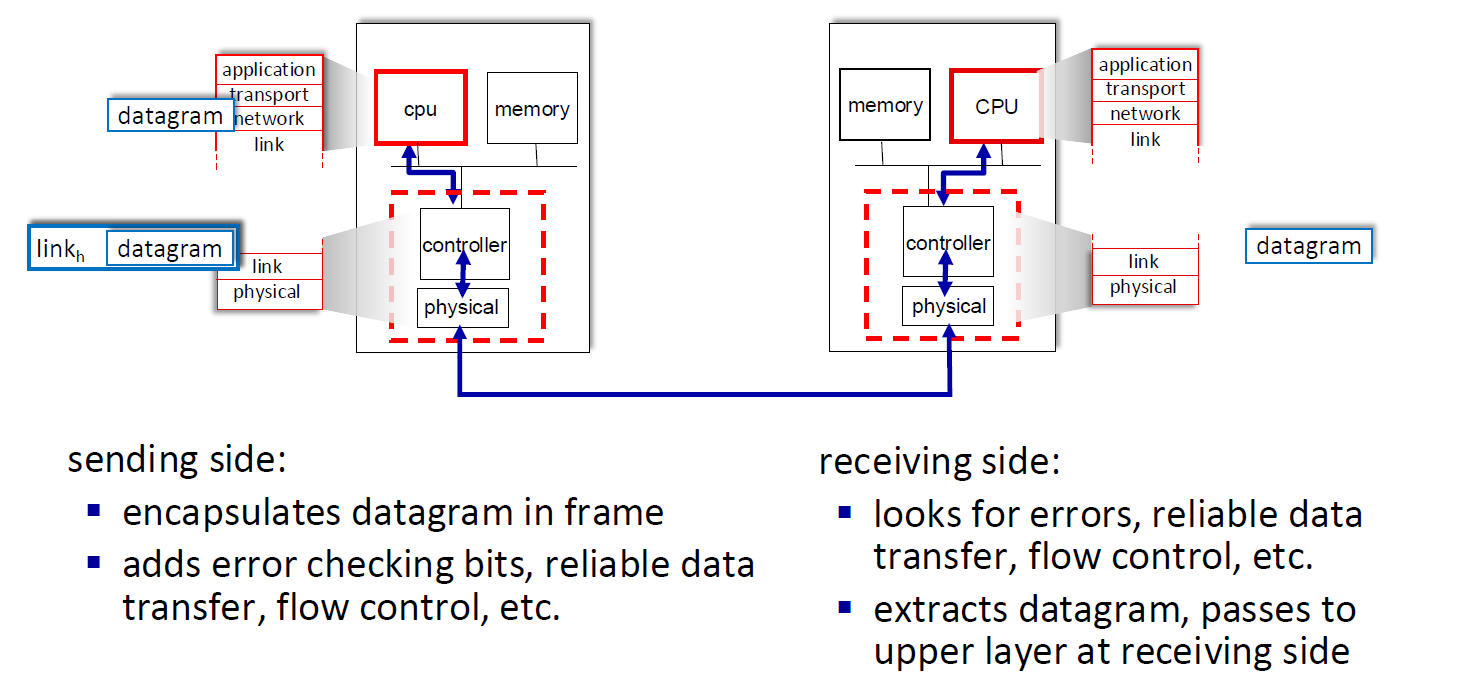 application
transport
datagram
network
link
cpu
memory
link_h
datagram
link
physical
controller
physical
memory
CPU
application
transport
network
link
controller
physical
link
physical
datagram
sending side:
▪ encapsulates datagram in frame
▪ adds error checking bits, reliable data
transfer, flow control, etc.
receiving side:
▪ looks for errors, reliable data
transfer, flow control, etc.
▪ extracts datagram, passes to
upper layer at receiving side